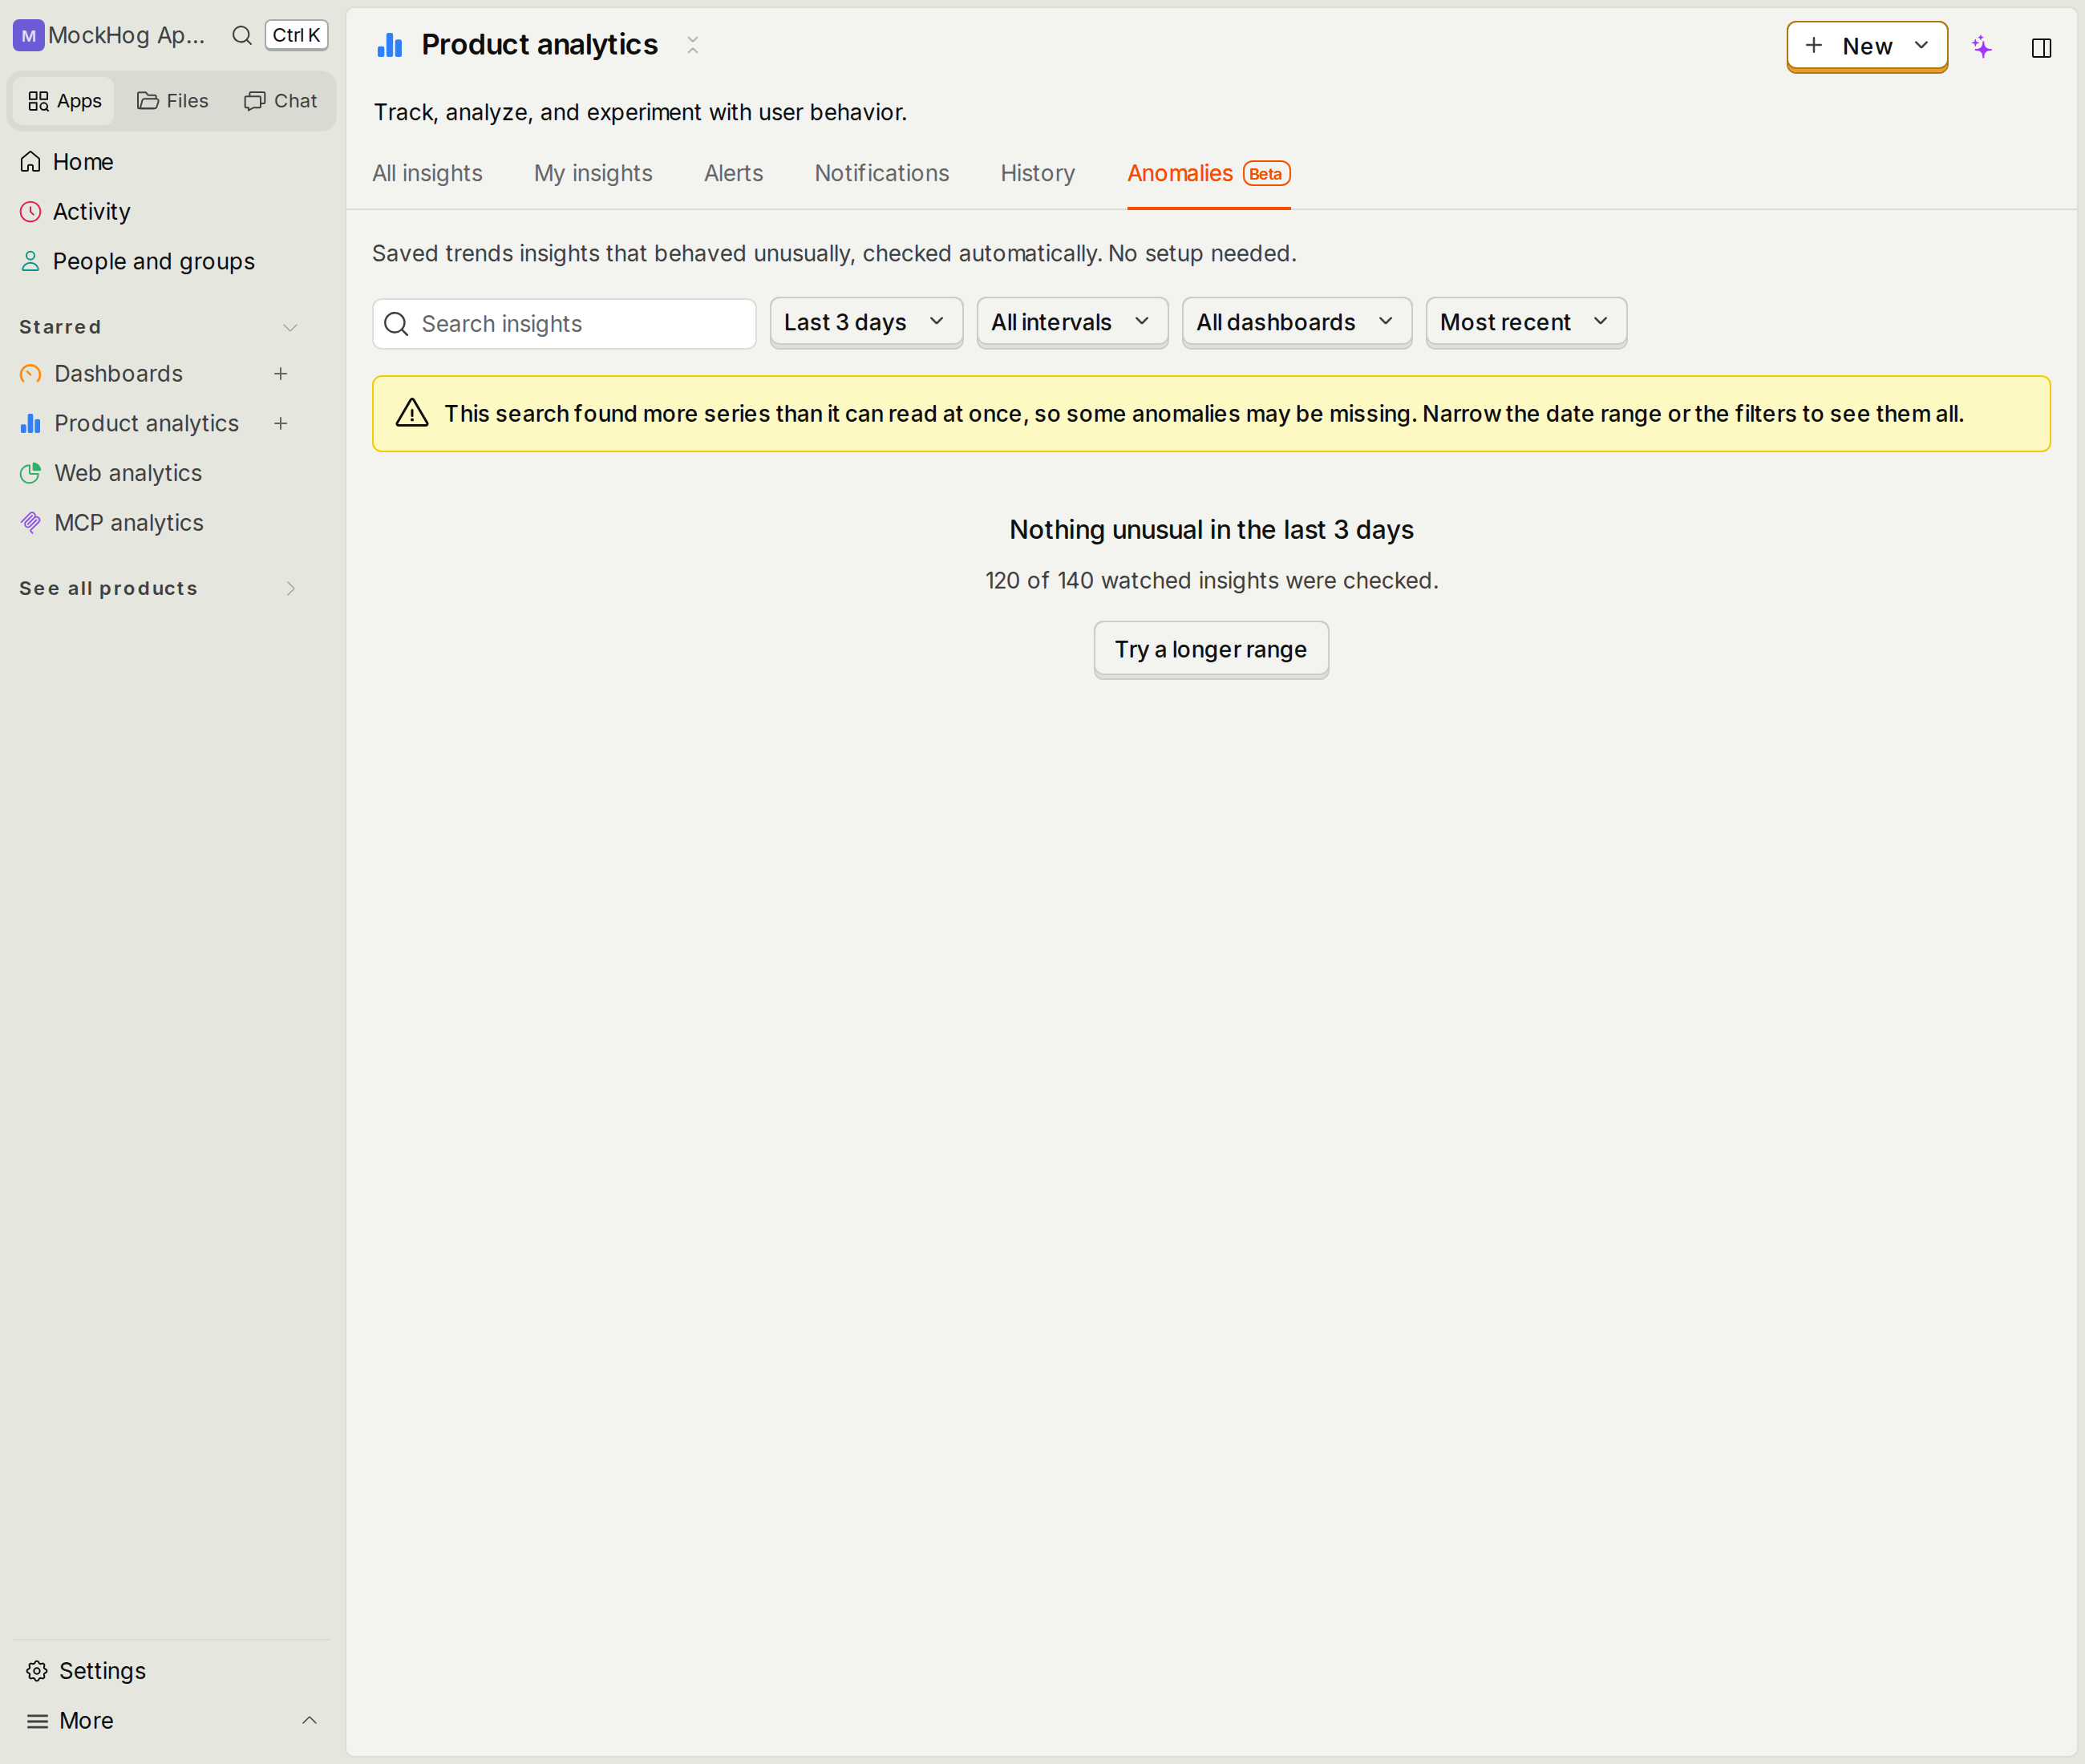 M MockHog Ap... Ctrl K
Apps Files Chat
Home
Activity
People and groups
Starred
Dashboards
Product analytics
Web analytics
MCP analytics
See all products
Settings
More
Product analytics
New
Track, analyze, and experiment with user behavior.
All insights My insights Alerts Notifications History Anomalies Beta
Saved trends insights that behaved unusually, checked automatically. No setup needed.
Search insights Last 3 days All intervals All dashboards Most recent
This search found more series than it can read at once, so some anomalies may be missing. Narrow the date range or the filters to see them all.
Nothing unusual in the last 3 days
120 of 140 watched insights were checked.
Try a longer range